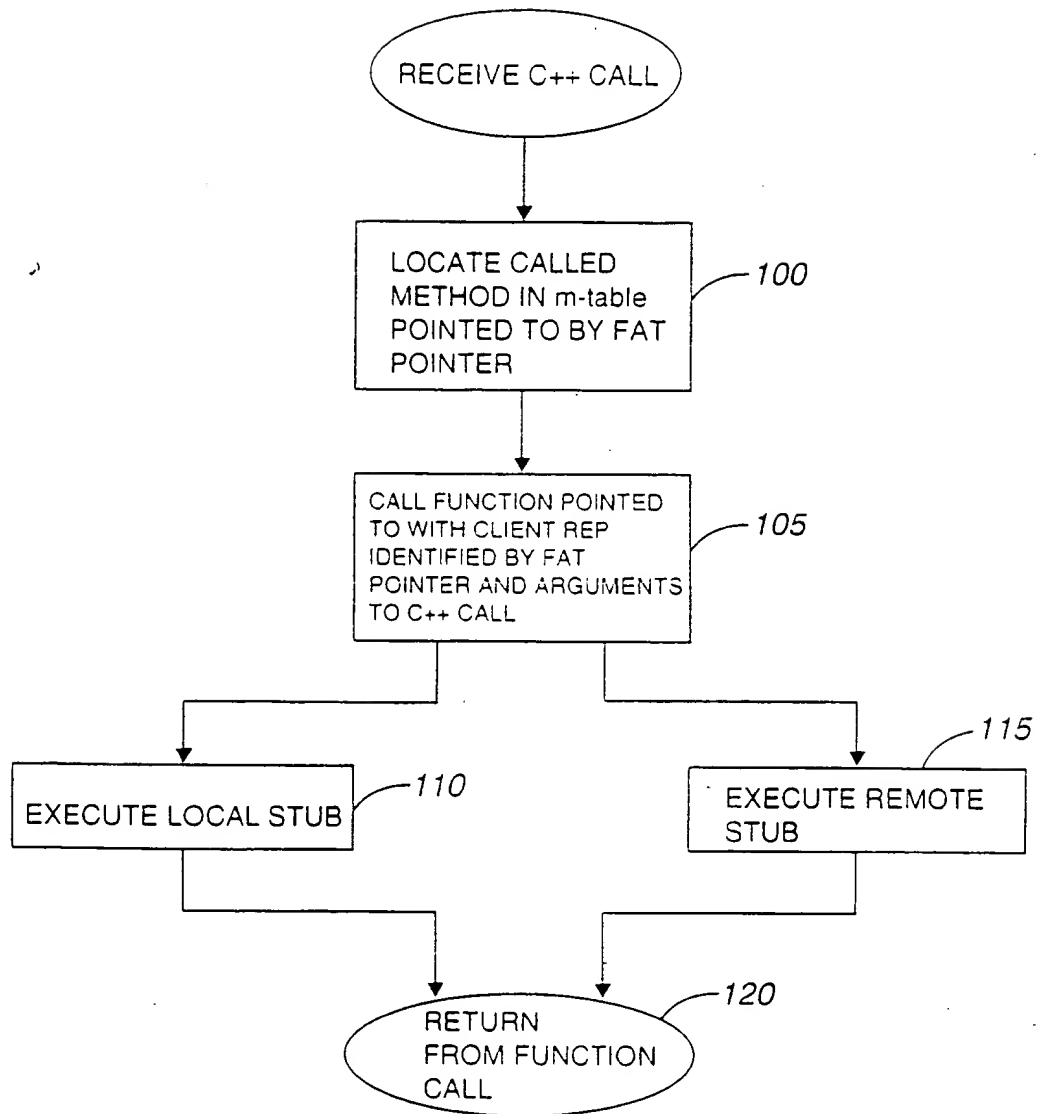 RECEIVE C++ CALL
LOCATE CALLED
METHOD IN m-table
POINTED TO BY FAT
POINTER
100
CALL FUNCTION POINTED
TO WITH CLIENT REP
IDENTIFIED BY FAT
POINTER AND ARGUMENTS
TO C++ CALL
105
EXECUTE LOCAL STUB
110
EXECUTE REMOTE
STUB
115
RETURN
FROM FUNCTION
CALL
120